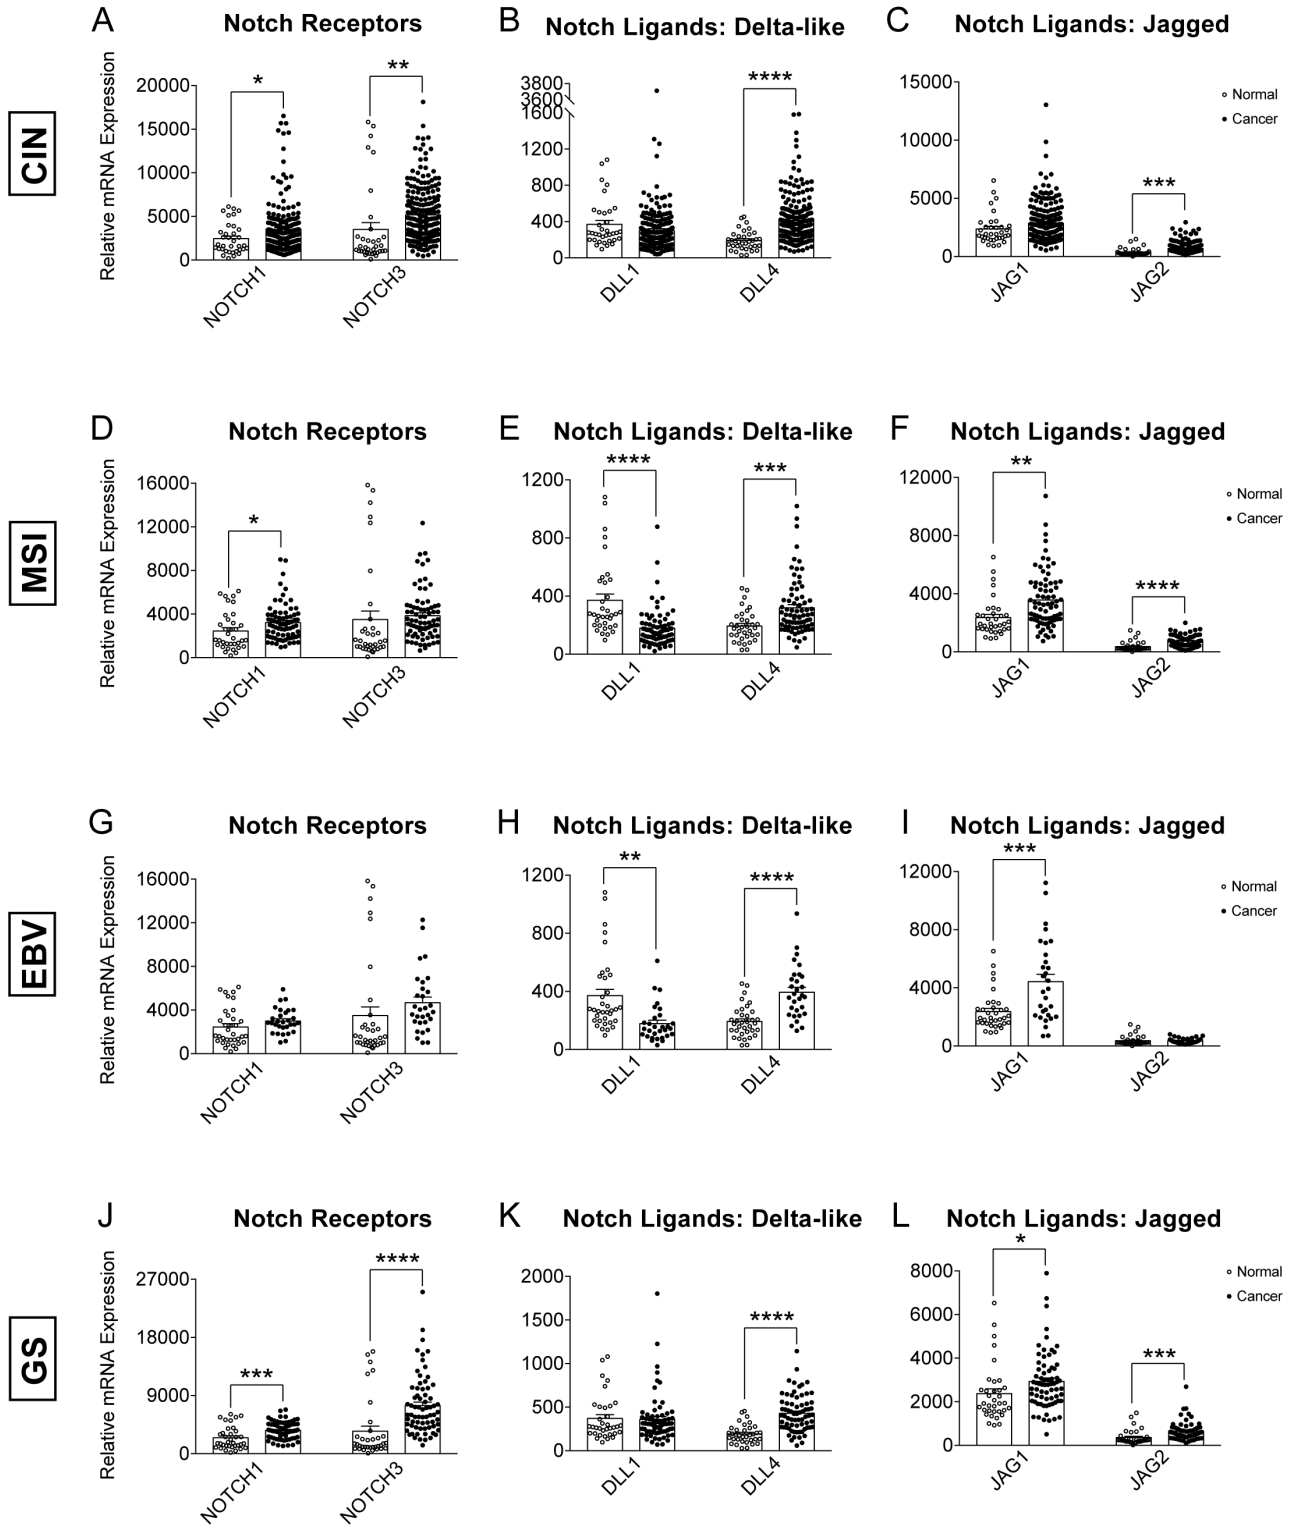 A Notch Receptors
B Notch Ligands: Delta-like
C Notch Ligands: Jagged
CIN
Relative mRNA Expression
20000
15000
10000
5000
0
*
**
NOTCH1
NOTCH3
3800
3600
1600
1200
800
400
0
****
DLL1
DLL4
15000
10000
5000
0
***
JAG1
JAG2
Normal
Cancer
D Notch Receptors
E Notch Ligands: Delta-like
F Notch Ligands: Jagged
MSI
Relative mRNA Expression
16000
12000
8000
4000
0
*
NOTCH1
NOTCH3
1200
800
400
0
****
***
DLL1
DLL4
12000
8000
4000
0
**
****
JAG1
JAG2
Normal
Cancer
G Notch Receptors
H Notch Ligands: Delta-like
I Notch Ligands: Jagged
EBV
Relative mRNA Expression
16000
12000
8000
4000
0
NOTCH1
NOTCH3
1200
800
400
0
**
****
DLL1
DLL4
12000
8000
4000
0
***
JAG1
JAG2
Normal
Cancer
J Notch Receptors
K Notch Ligands: Delta-like
L Notch Ligands: Jagged
GS
Relative mRNA Expression
27000
18000
9000
0
***
****
NOTCH1
NOTCH3
2000
1500
1000
500
0
****
DLL1
DLL4
8000
6000
4000
2000
0
*
***
JAG1
JAG2
Normal
Cancer